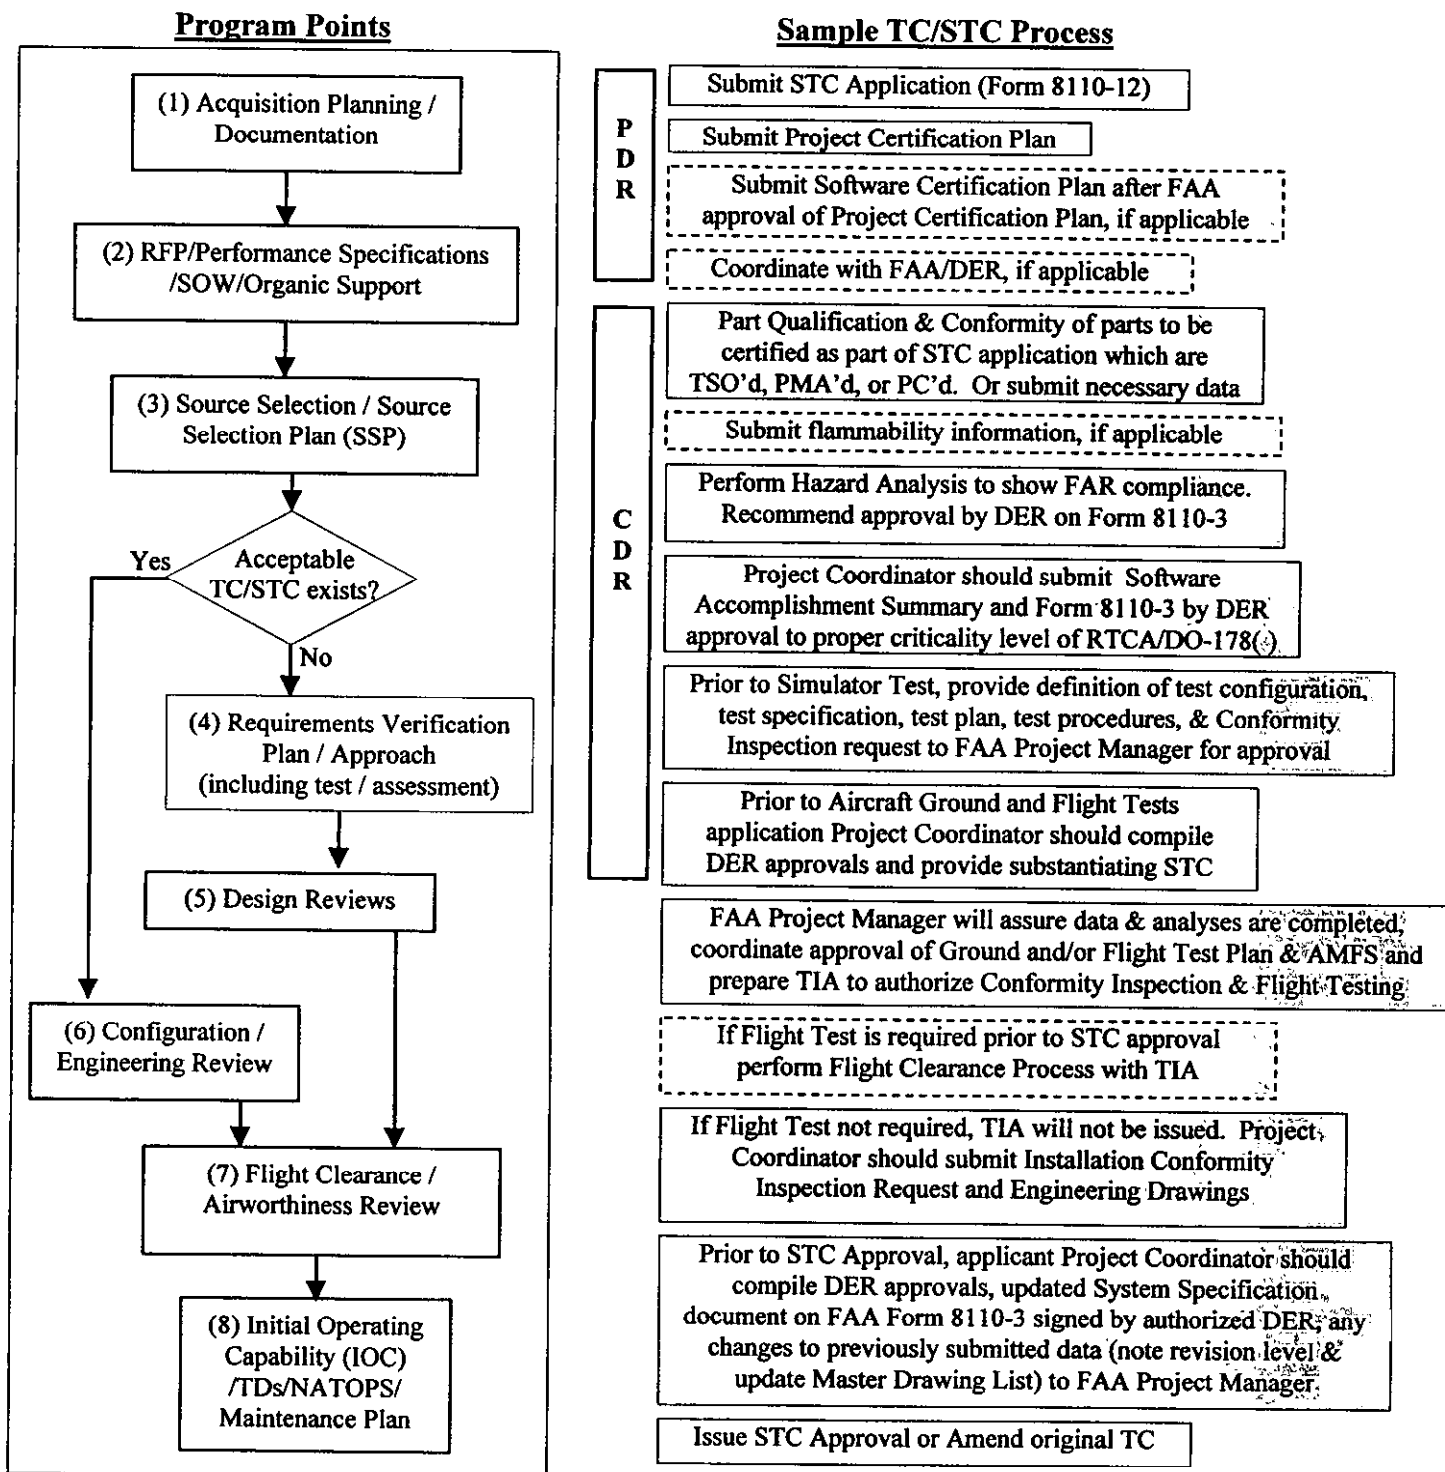 Program Points
(1) Acquisition Planning /
Documentation
(2) RFP/Performance Specifications
/SOW/Organic Support
(3) Source Selection / Source
Selection Plan (SSP)
Yes
Acceptable
TC/STC exists?
No
(4) Requirements Verification
Plan / Approach
(including test / assessment)
(5) Design Reviews
(6) Configuration /
Engineering Review
(7) Flight Clearance /
Airworthiness Review
(8) Initial Operating
Capability (IOC)
/TDs/NATOPS/
Maintenance Plan
Sample TC/STC Process
P
D
R
Submit STC Application (Form 8110-12)
Submit Project Certification Plan
Submit Software Certification Plan after FAA
approval of Project Certification Plan, if applicable
Coordinate with FAA/DER, if applicable
C
D
R
Part Qualification & Conformity of parts to be
certified as part of STC application which are
TSO'd, PMA'd, or PC'd. Or submit necessary data
Submit flammability information, if applicable
Perform Hazard Analysis to show FAR compliance.
Recommend approval by DER on Form 8110-3
Project Coordinator should submit Software
Accomplishment Summary and Form 8110-3 by DER
approval to proper criticality level of RTCA/DO-178(-)
Prior to Simulator Test, provide definition of test configuration,
test specification, test plan, test procedures, & Conformity
Inspection request to FAA Project Manager for approval
Prior to Aircraft Ground and Flight Tests
application Project Coordinator should compile
DER approvals and provide substantiating STC
FAA Project Manager will assure data & analyses are completed,
coordinate approval of Ground and/or Flight Test Plan & AMFS and
prepare TIA to authorize Conformity Inspection & Flight Testing
If Flight Test is required prior to STC approval
perform Flight Clearance Process with TIA
If Flight Test not required, TIA will not be issued. Project
Coordinator should submit Installation Conformity
Inspection Request and Engineering Drawings
Prior to STC Approval, applicant Project Coordinator should
compile DER approvals, updated System Specification
document on FAA Form 8110-3 signed by authorized DER, any
changes to previously submitted data (note revision level &
update Master Drawing List) to FAA Project Manager.
Issue STC Approval or Amend original TC